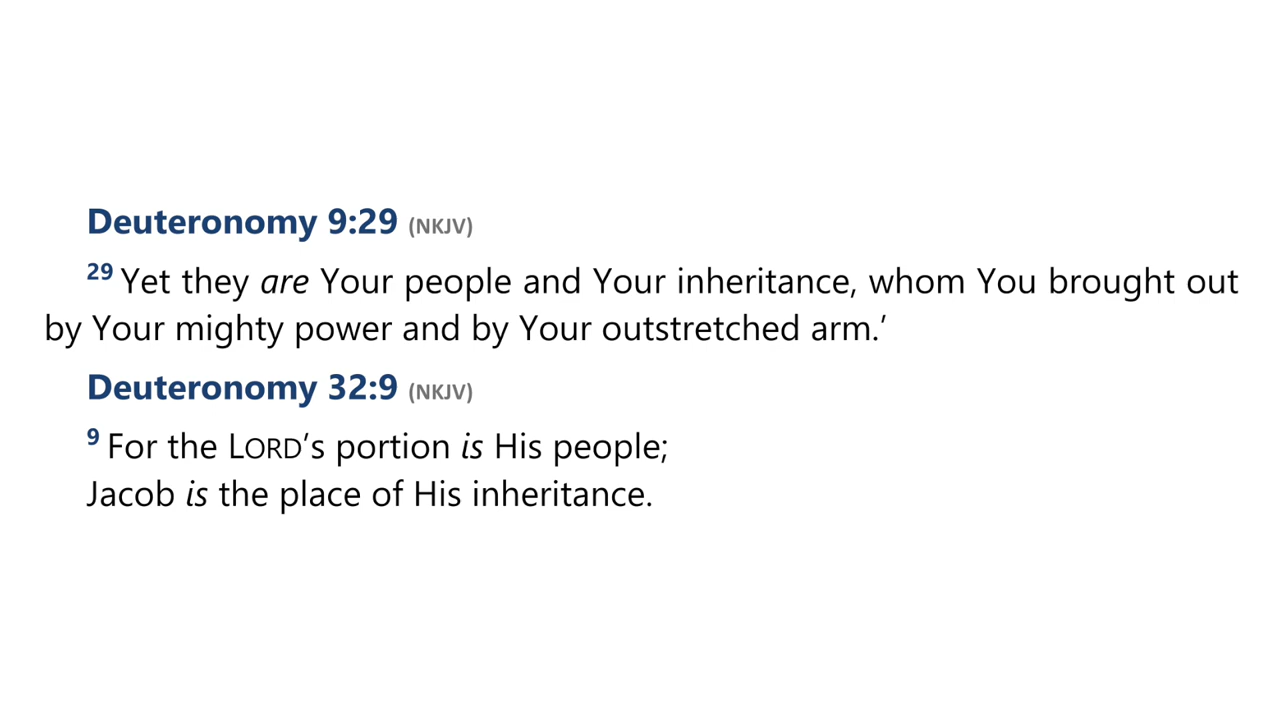 Deuteronomy 9:29 (NKJV)
29 Yet they are Your people and Your inheritance, whom You brought out
by Your mighty power and by Your outstretched arm.’
Deuteronomy 32:9 (NKJV)
9 For the LORD’s portion is His people;
Jacob is the place of His inheritance.